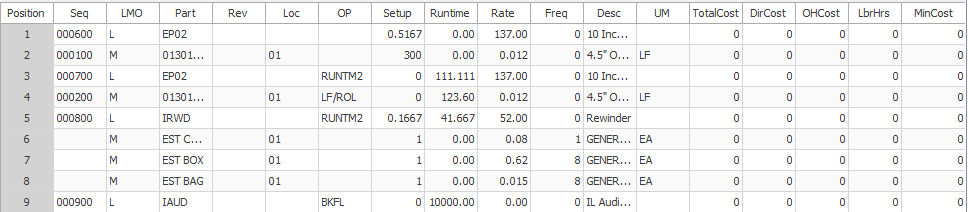 Position Seq LMO Part Rev Loc OP Setup Runtime Rate Freq Desc UM TotalCost DirCost OHCost LbrHrs MinCost
1 000600 L EP02 0.5167 0.00 137.00 0 10 Inc... 0 0 0 0 0
2 000100 M 01301... 01 300 0.00 0.012 0 4.5" O... LF 0 0 0 0 0
3 000700 L EP02 RUNTM2 0 111.111 137.00 0 10 Inc... 0 0 0 0 0
4 000200 M 01301... 01 LF/ROL 0 123.60 0.012 0 4.5" O... LF 0 0 0 0 0
5 000800 L IRWD RUNTM2 0.1667 41.667 52.00 0 Rewinder 0 0 0 0 0
6 M EST C... 01 1 0.00 0.08 1 GENER... EA 0 0 0 0 0
7 M EST BOX 01 1 0.00 0.62 8 GENER... EA 0 0 0 0 0
8 M EST BAG 01 1 0.00 0.015 8 GENER... EA 0 0 0 0 0
9 000900 L IAUD BKFL 0 10000.00 0.00 0 IL Audi... 0 0 0 0 0